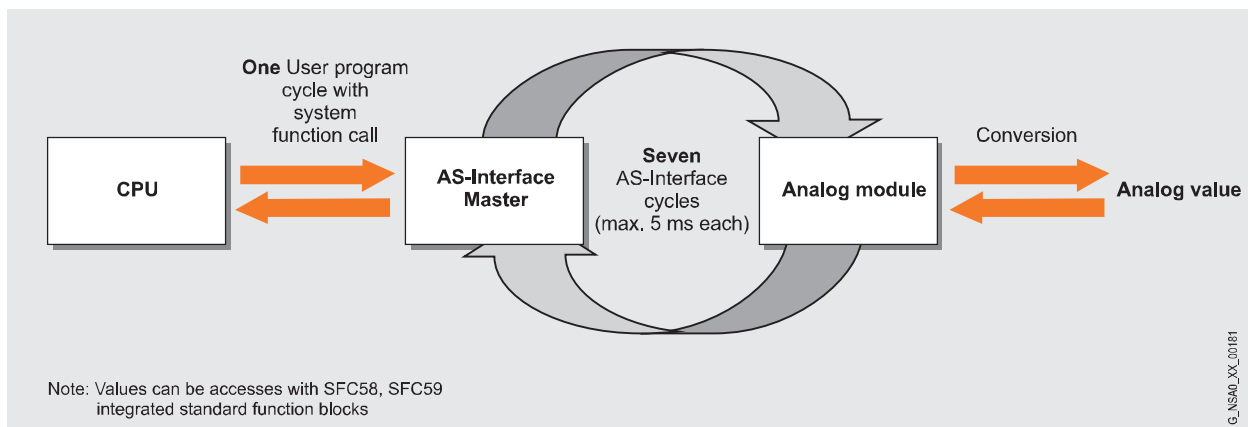 One User program
cycle with
system
function call
CPU
AS-Interface
Master
Seven
AS-Interface
cycles
(max. 5 ms each)
Analog module
Conversion
Analog value
Note: Values can be accesses with SFC58, SFC59
integrated standard function blocks
G_NSA0_XX_00181